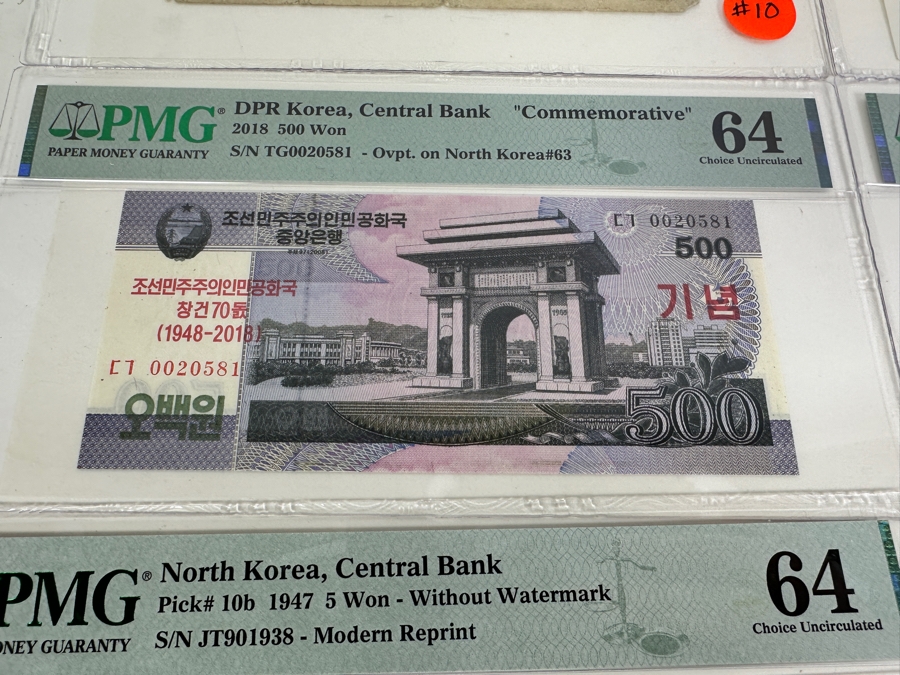 #10
PMG®
PAPER MONEY GUARANTY
DPR Korea, Central Bank "Commemorative"
2018 500 Won
S/N TG0020581 - Ovpt. on North Korea#63
64
Choice Uncirculated
조선민주주의인민공화국
중앙은행
ㄷㄱ 0020581
500
조선민주주의인민공화국
창건70돐
(1948-2018)
기념
ㄷㄱ 0020581
오백원
500
PMG®
NEY GUARANTY
North Korea, Central Bank
Pick# 10b 1947 5 Won - Without Watermark
S/N JT901938 - Modern Reprint
64
Choice Uncirculated